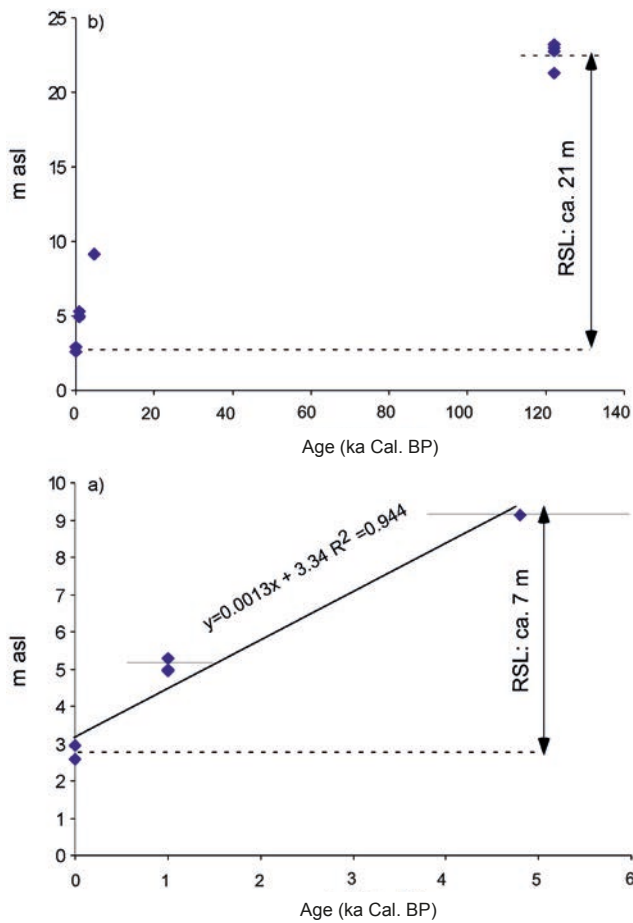 b)
25
20
15
10
5
0
m asl
RSL: ca. 21 m
0 20 40 60 80 100 120 140
Age (ka Cal. BP)
a)
10
9
8
7
6
5
4
3
2
1
0
m asl
y=0.0013x + 3.34 R² =0.944
RSL: ca. 7 m
0 1 2 3 4 5 6
Age (ka Cal. BP)